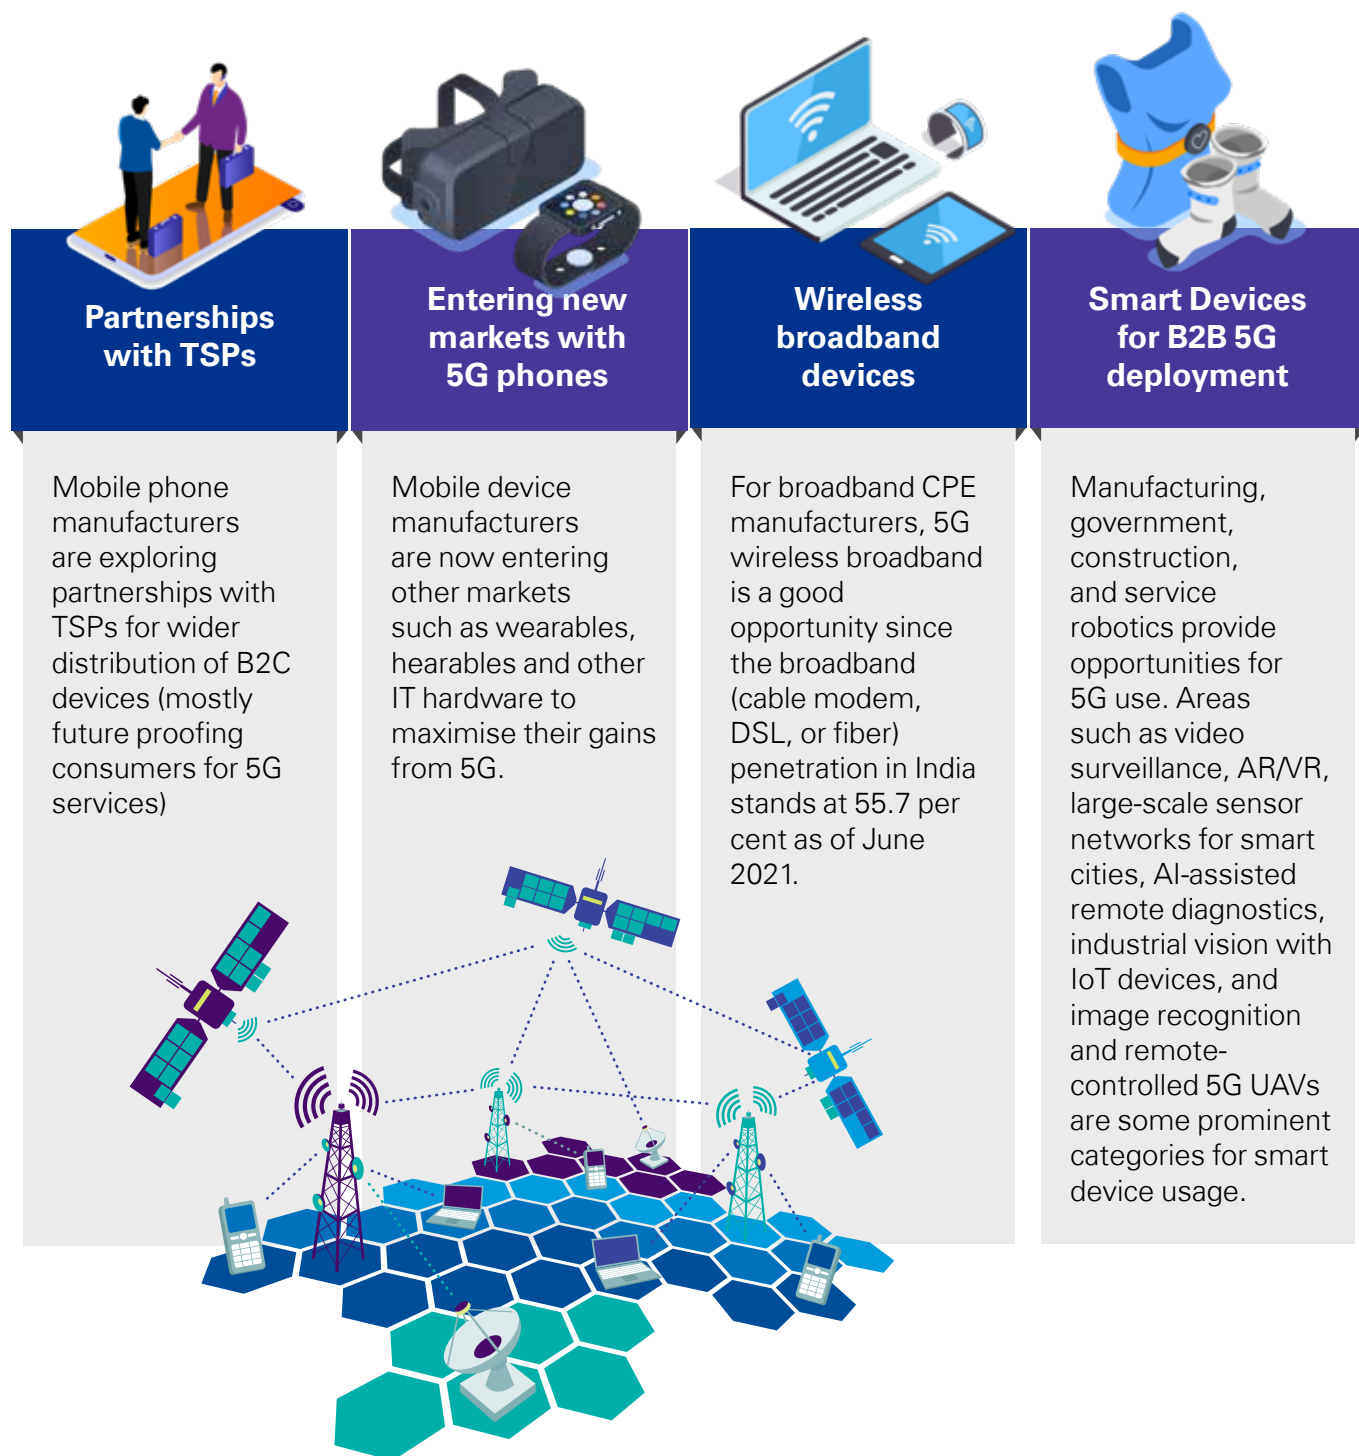 Partnerships
with TSPs
Mobile phone
manufacturers
are exploring
partnerships with
TSPs for wider
distribution of B2C
devices (mostly
future proofing
consumers for 5G
services)
Entering new
markets with
5G phones
Mobile device
manufacturers
are now entering
other markets
such as wearables,
hearables and other
IT hardware to
maximise their gains
from 5G.
Wireless
broadband
devices
For broadband CPE
manufacturers, 5G
wireless broadband
is a good
opportunity since
the broadband
(cable modem,
DSL, or fiber)
penetration in India
stands at 55.7 per
cent as of June
2021.
Smart Devices
for B2B 5G
deployment
Manufacturing,
government,
construction,
and service
robotics provide
opportunities for
5G use. Areas
such as video
surveillance, AR/VR,
large-scale sensor
networks for smart
cities, AI-assisted
remote diagnostics,
industrial vision with
IoT devices, and
image recognition
and remote-
controlled 5G UAVs
are some prominent
categories for smart
device usage.